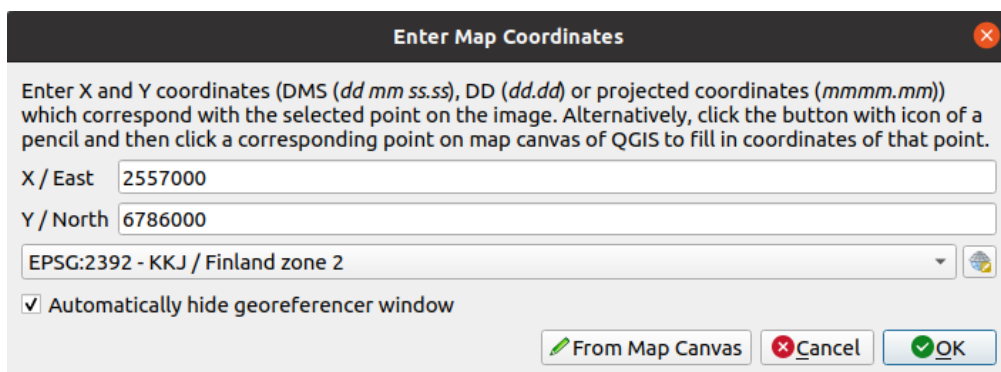 Enter Map Coordinates
Enter X and Y coordinates (DMS (dd mm ss.ss), DD (dd.dd) or projected coordinates (mmmm.mm))
which correspond with the selected point on the image. Alternatively, click the button with icon of a
pencil and then click a corresponding point on map canvas of QGIS to fill in coordinates of that point.
X / East 2557000
Y / North 6786000
EPSG:2392 - KKJ / Finland zone 2
Automatically hide georeferencer window
From Map Canvas Cancel OK